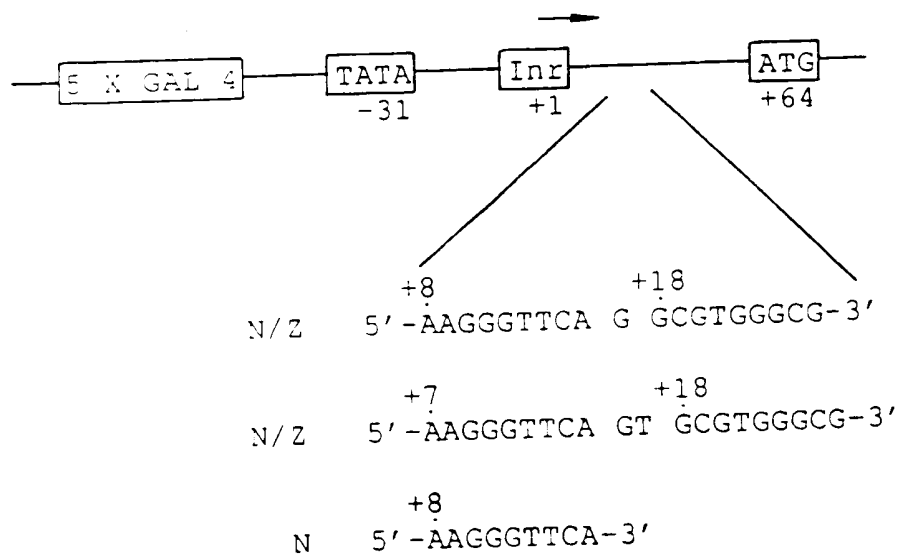 5 X GAL 4 TATA Inr ATG
-31 +1 +64
+8 +18
N/Z 5'-AAGGGTTCA G GCGTGGGCG-3'
+7 +18
N/Z 5'-AAGGGTTCA GT GCGTGGGCG-3'
+8
N 5'-AAGGGTTCA-3'